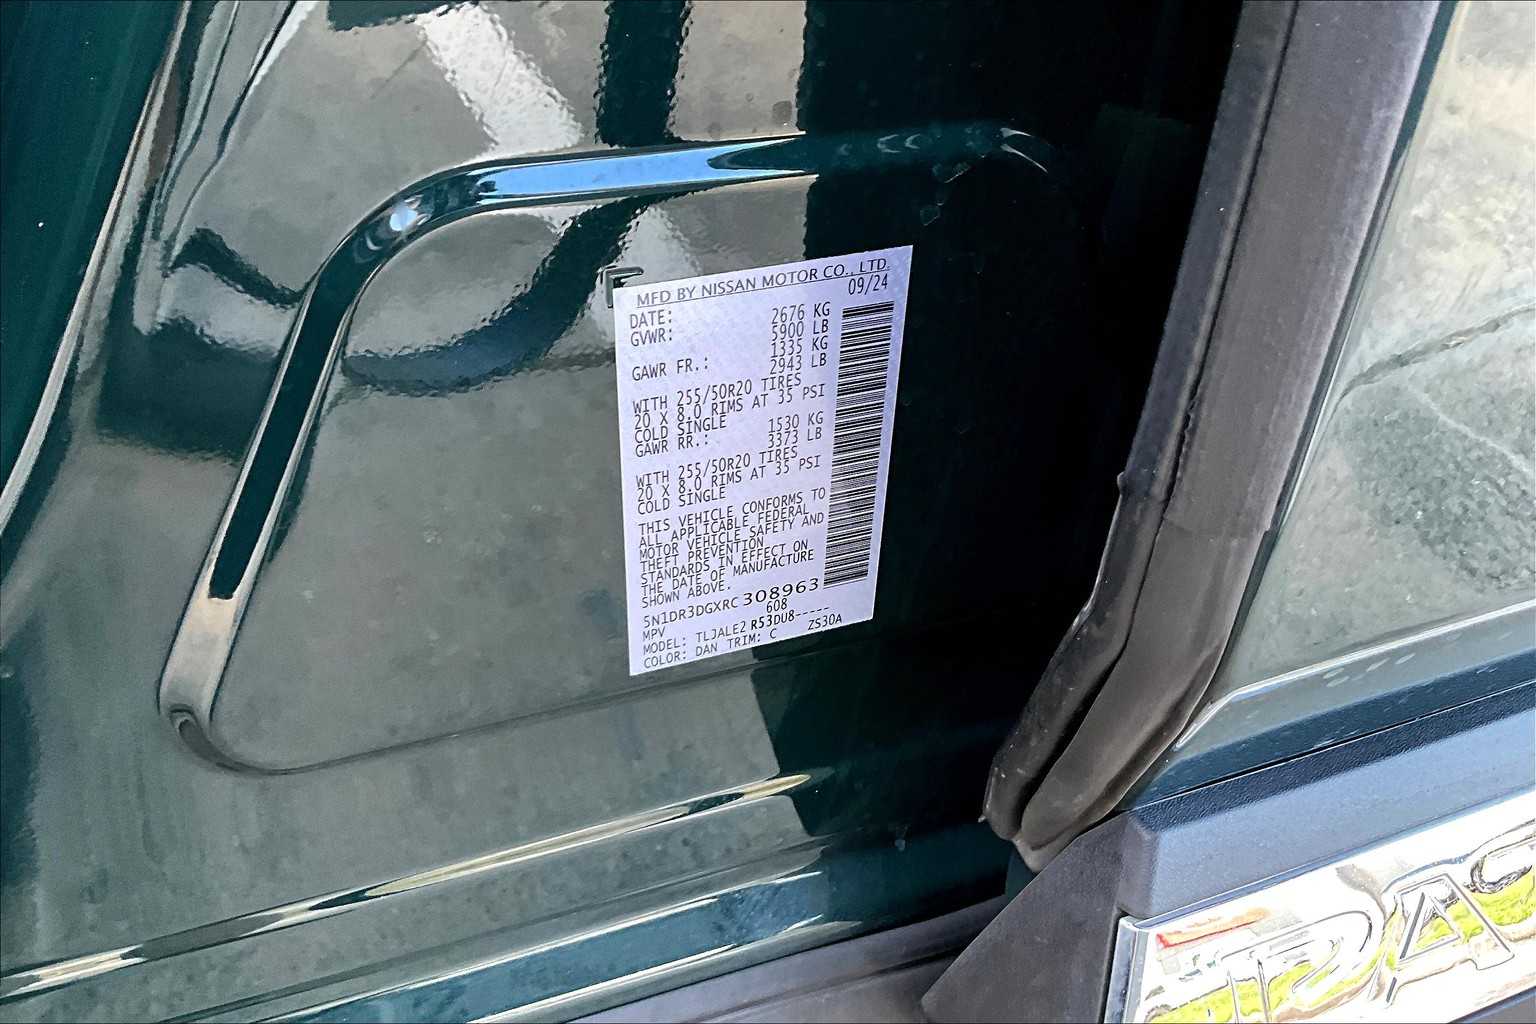 MFD BY NISSAN MOTOR CO., LTD.
DATE: 09/24
GVWR: 2676 KG
5900 LB
GAWR FR.: 1335 KG
2943 LB
WITH 255/50R20 TIRES
20 X 8.0 RIMS AT 35 PSI
COLD SINGLE
GAWR RR.: 1530 KG
3373 LB
WITH 255/50R20 TIRES
20 X 8.0 RIMS AT 35 PSI
COLD SINGLE
THIS VEHICLE CONFORMS TO
ALL APPLICABLE FEDERAL
MOTOR VEHICLE SAFETY AND
THEFT PREVENTION
STANDARDS IN EFFECT ON
THE DATE OF MANUFACTURE
SHOWN ABOVE.
5N1DR3DGXRC308963
MPV 608
MODEL: TLJALE2 R53DU8-----
COLOR: DAN TRIM: C ZS30A